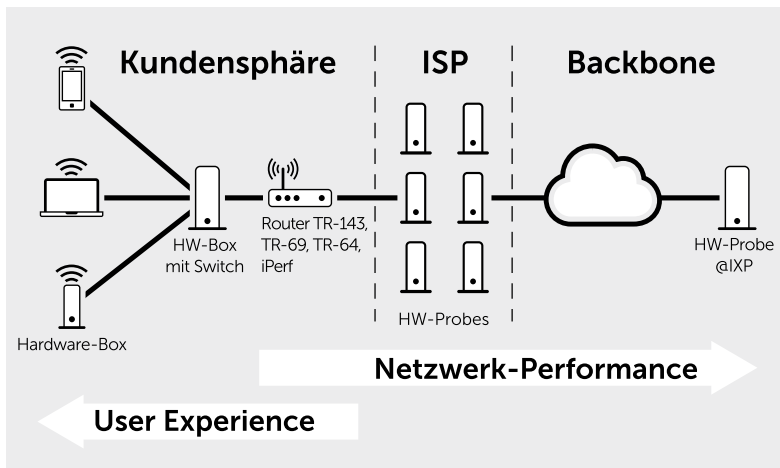 Kundensphäre
ISP
Backbone
Router TR-143,
TR-69, TR-64,
iPerf
HW-Box
mit Switch
HW-Probe
@IXP
HW-Probes
Hardware-Box
Netzwerk-Performance
User Experience